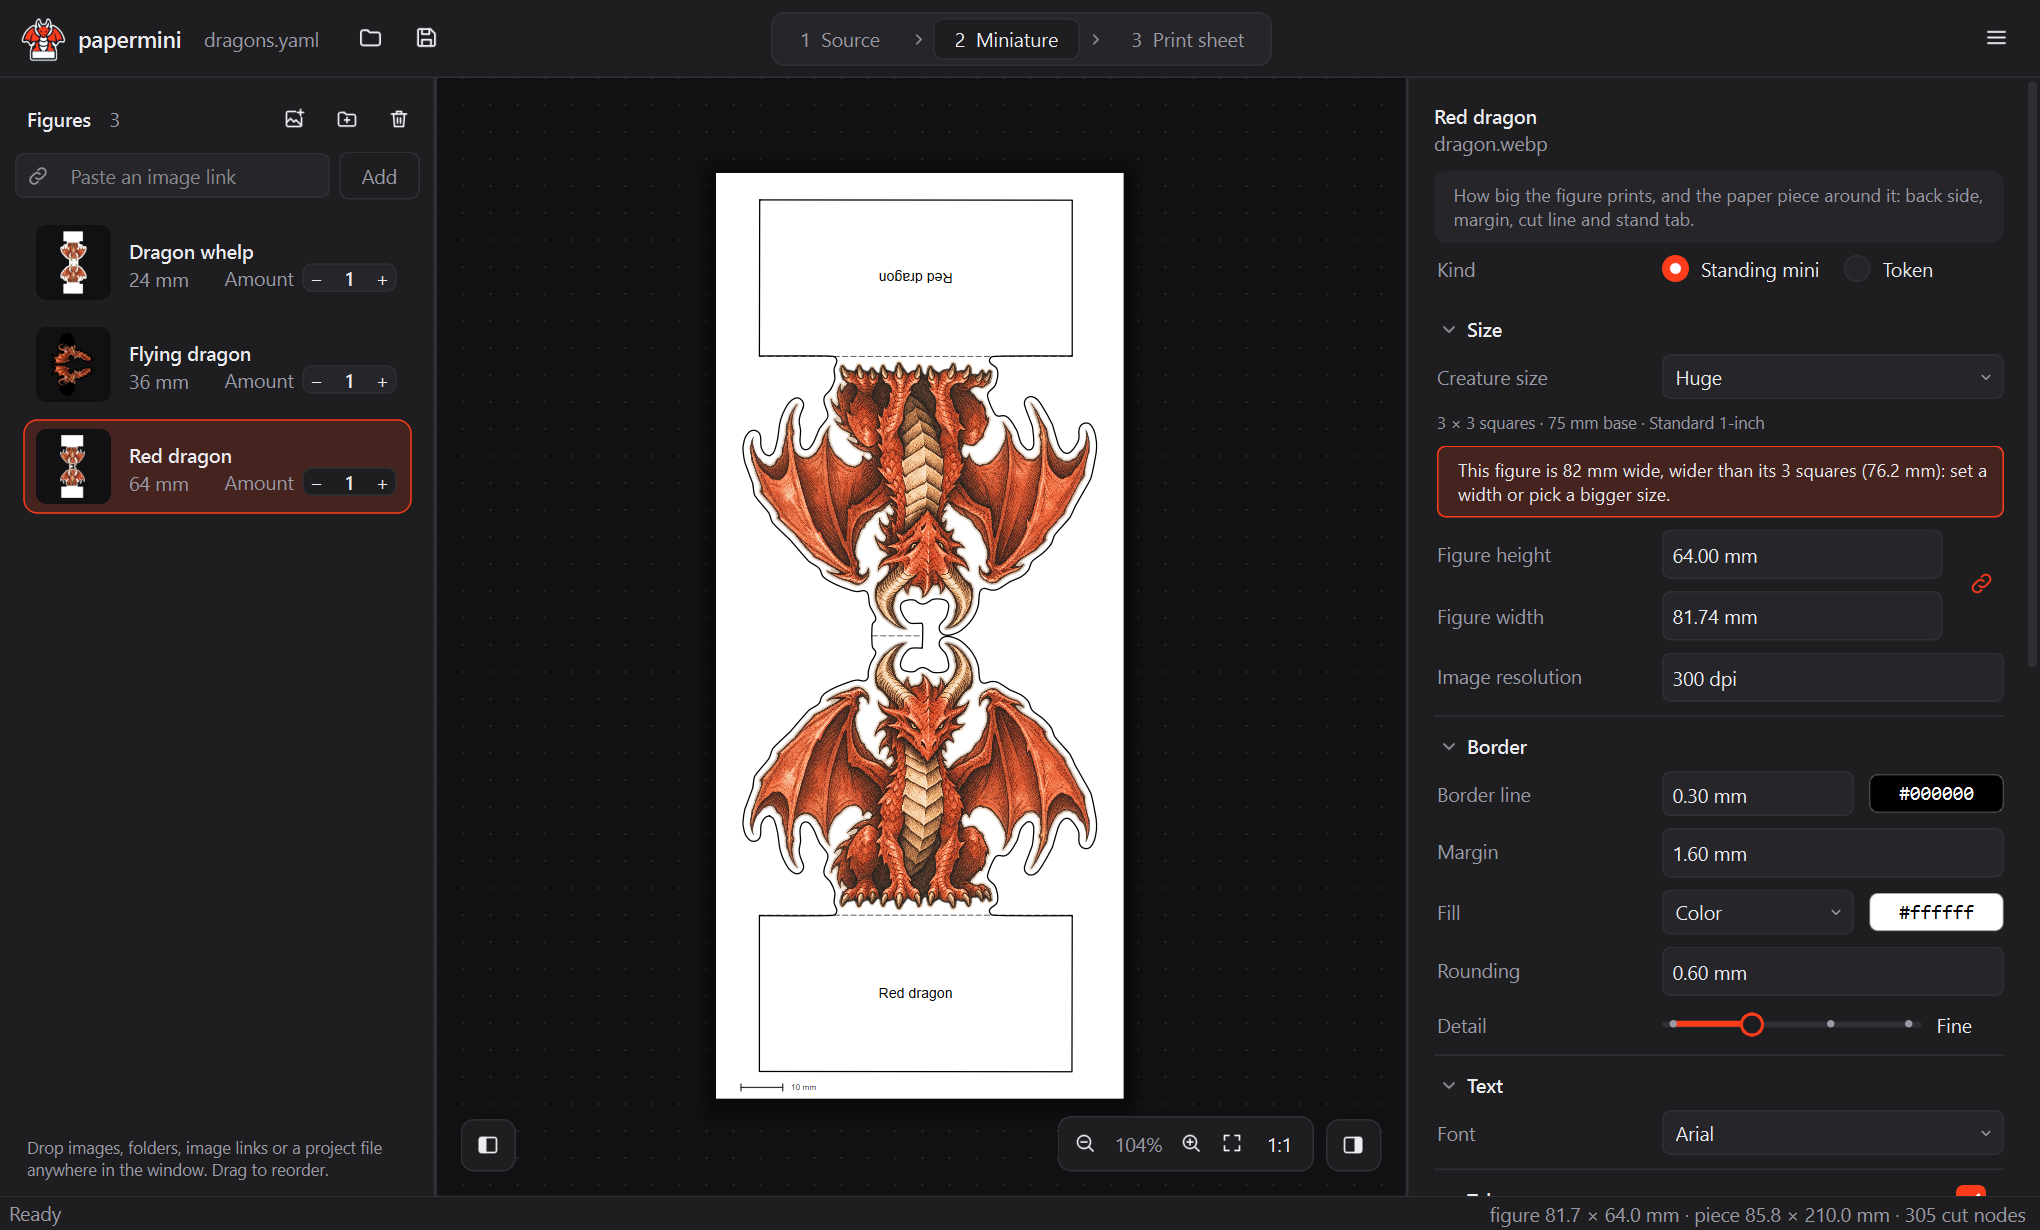 papermini dragons.yaml
1 Source
2 Miniature
3 Print sheet
Figures 3
Paste an image link
Add
Dragon whelp
24 mm Amount − 1 +
Flying dragon
36 mm Amount − 1 +
Red dragon
64 mm Amount − 1 +
Drop images, folders, image links or a project file
anywhere in the window. Drag to reorder.
Red dragon
Red dragon
10 mm
104%
1:1
Red dragon
dragon.webp
How big the figure prints, and the paper piece around it: back side,
margin, cut line and stand tab.
Kind Standing mini Token
Size
Creature size Huge
3 × 3 squares · 75 mm base · Standard 1-inch
This figure is 82 mm wide, wider than its 3 squares (76.2 mm): set a
width or pick a bigger size.
Figure height 64.00 mm
Figure width 81.74 mm
Image resolution 300 dpi
Border
Border line 0.30 mm #000000
Margin 1.60 mm
Fill Color #ffffff
Rounding 0.60 mm
Detail Fine
Text
Font Arial
Ready
figure 81.7 × 64.0 mm · piece 85.8 × 210.0 mm · 305 cut nodes